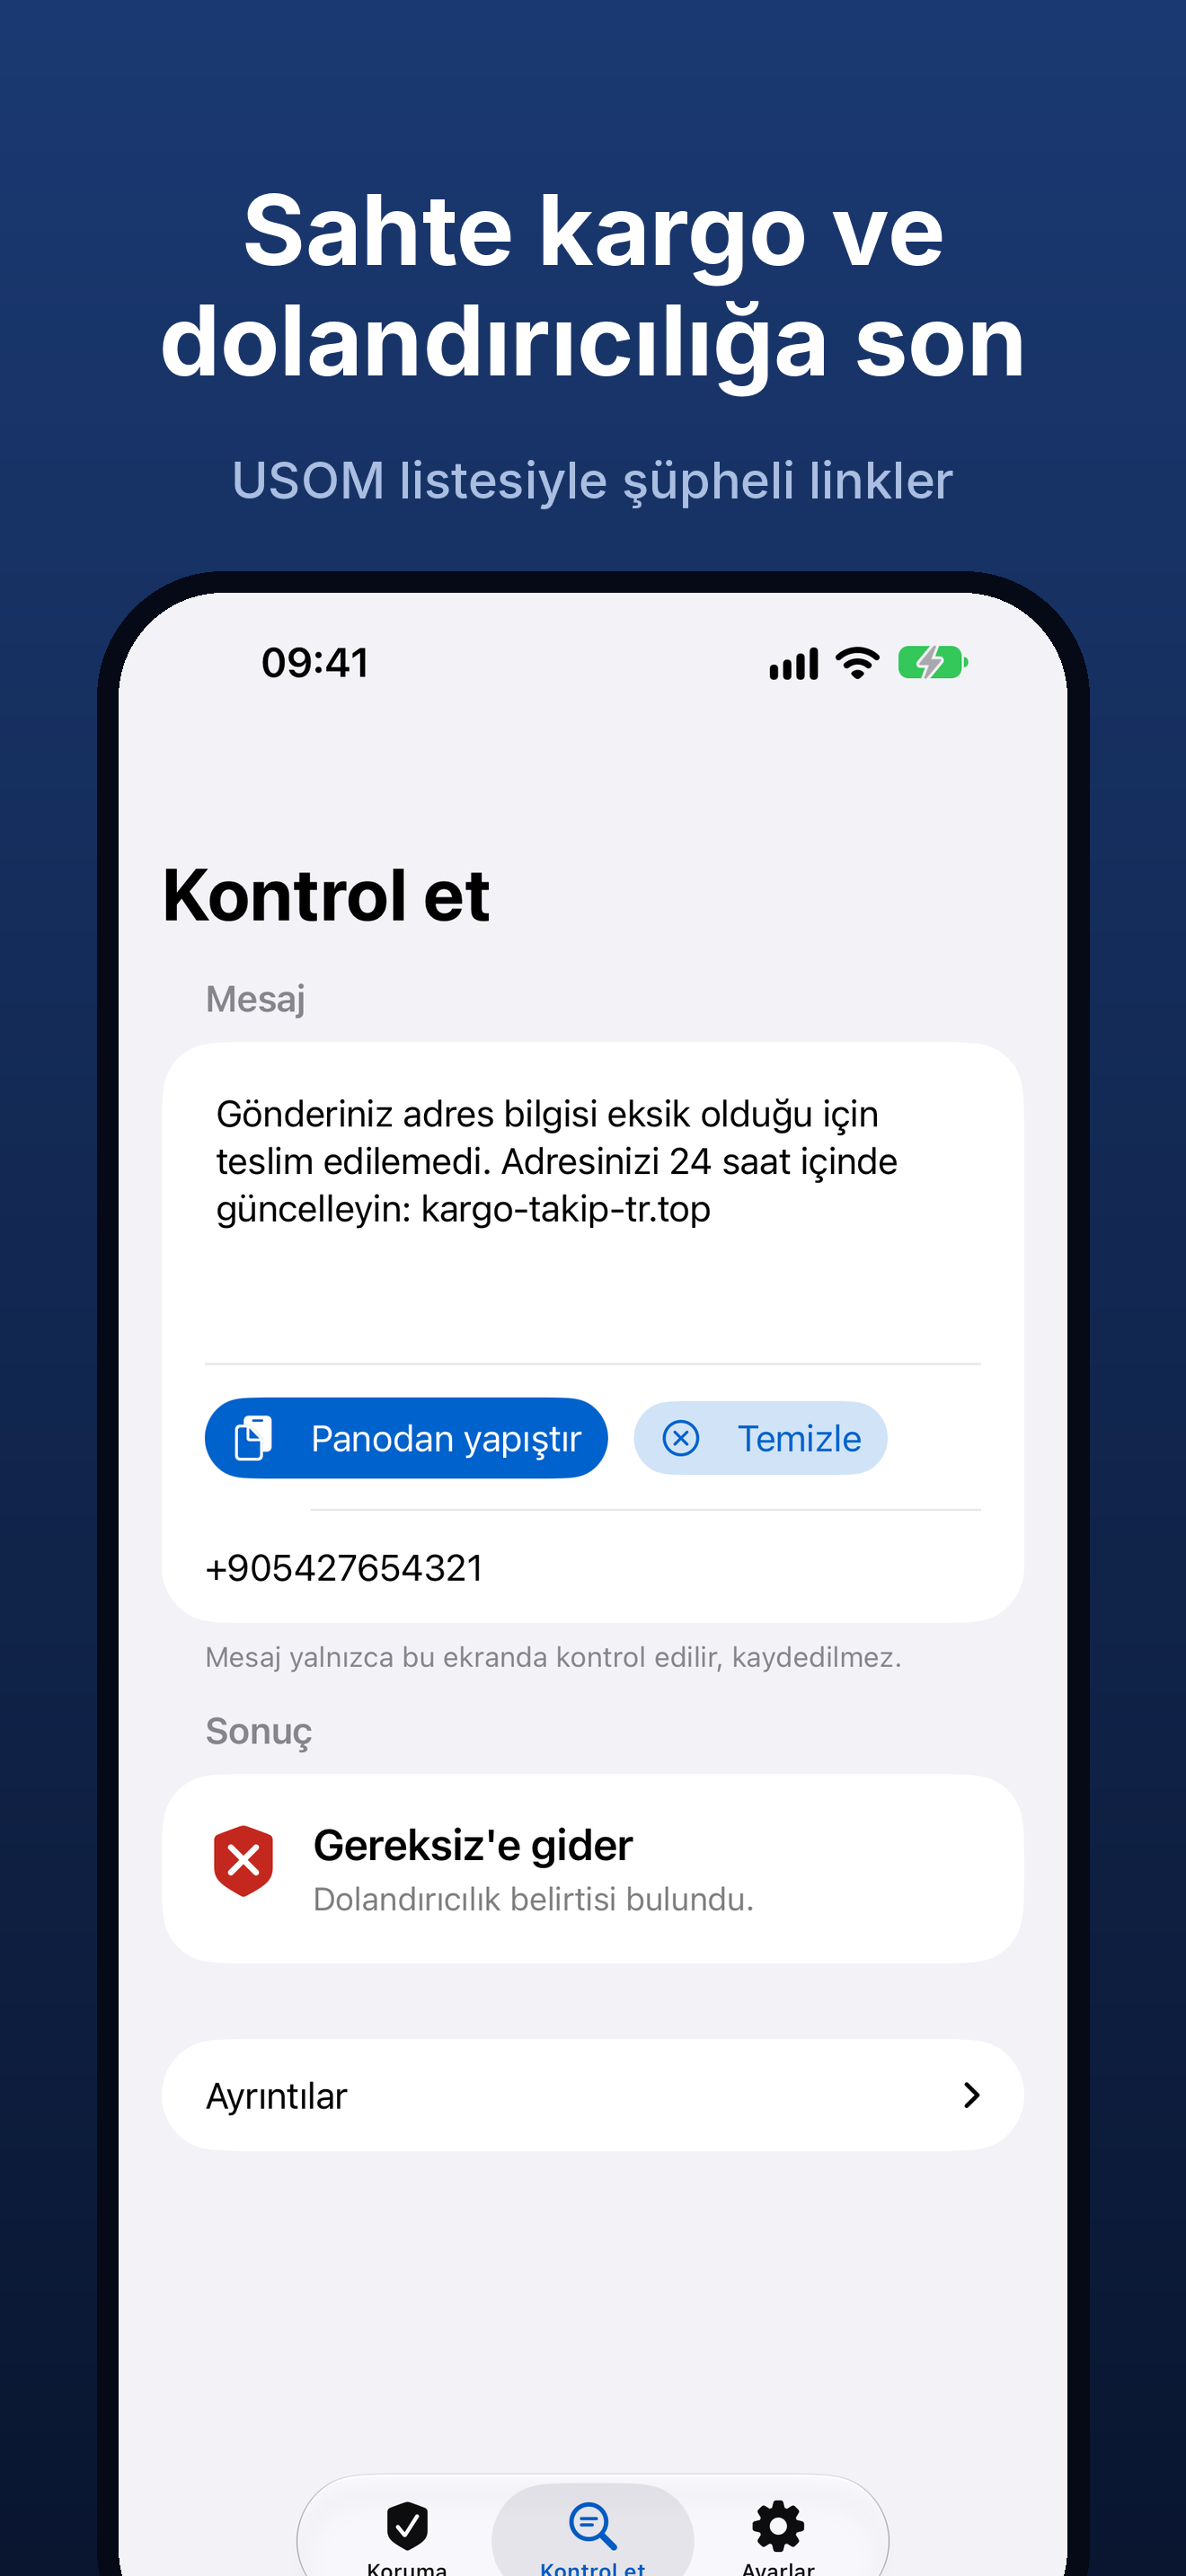 Sahte kargo ve
dolandırıcılığa son
USOM listesiyle şüpheli linkler
09:41
Kontrol et
Mesaj
Gönderiniz adres bilgisi eksik olduğu için
teslim edilemedi. Adresinizi 24 saat içinde
güncelleyin: kargo-takip-tr.top
Panodan yapıştır
Temizle
+905427654321
Mesaj yalnızca bu ekranda kontrol edilir, kaydedilmez.
Sonuç
Gereksiz'e gider
Dolandırıcılık belirtisi bulundu.
Ayrıntılar
Koruma
Kontrol et
Ayarlar